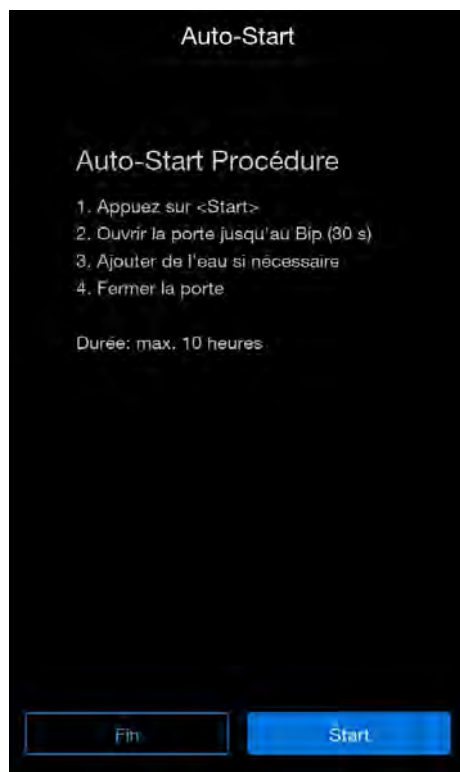 Auto-Start
Auto-Start Procédure
1. Appuez sur <Start>
2. Ouvrir la porte jusqu'au Bip (30 s)
3. Ajouter de l'eau si nécessaire
4. Fermer la porte
Durée: max. 10 heures
Fin
Start